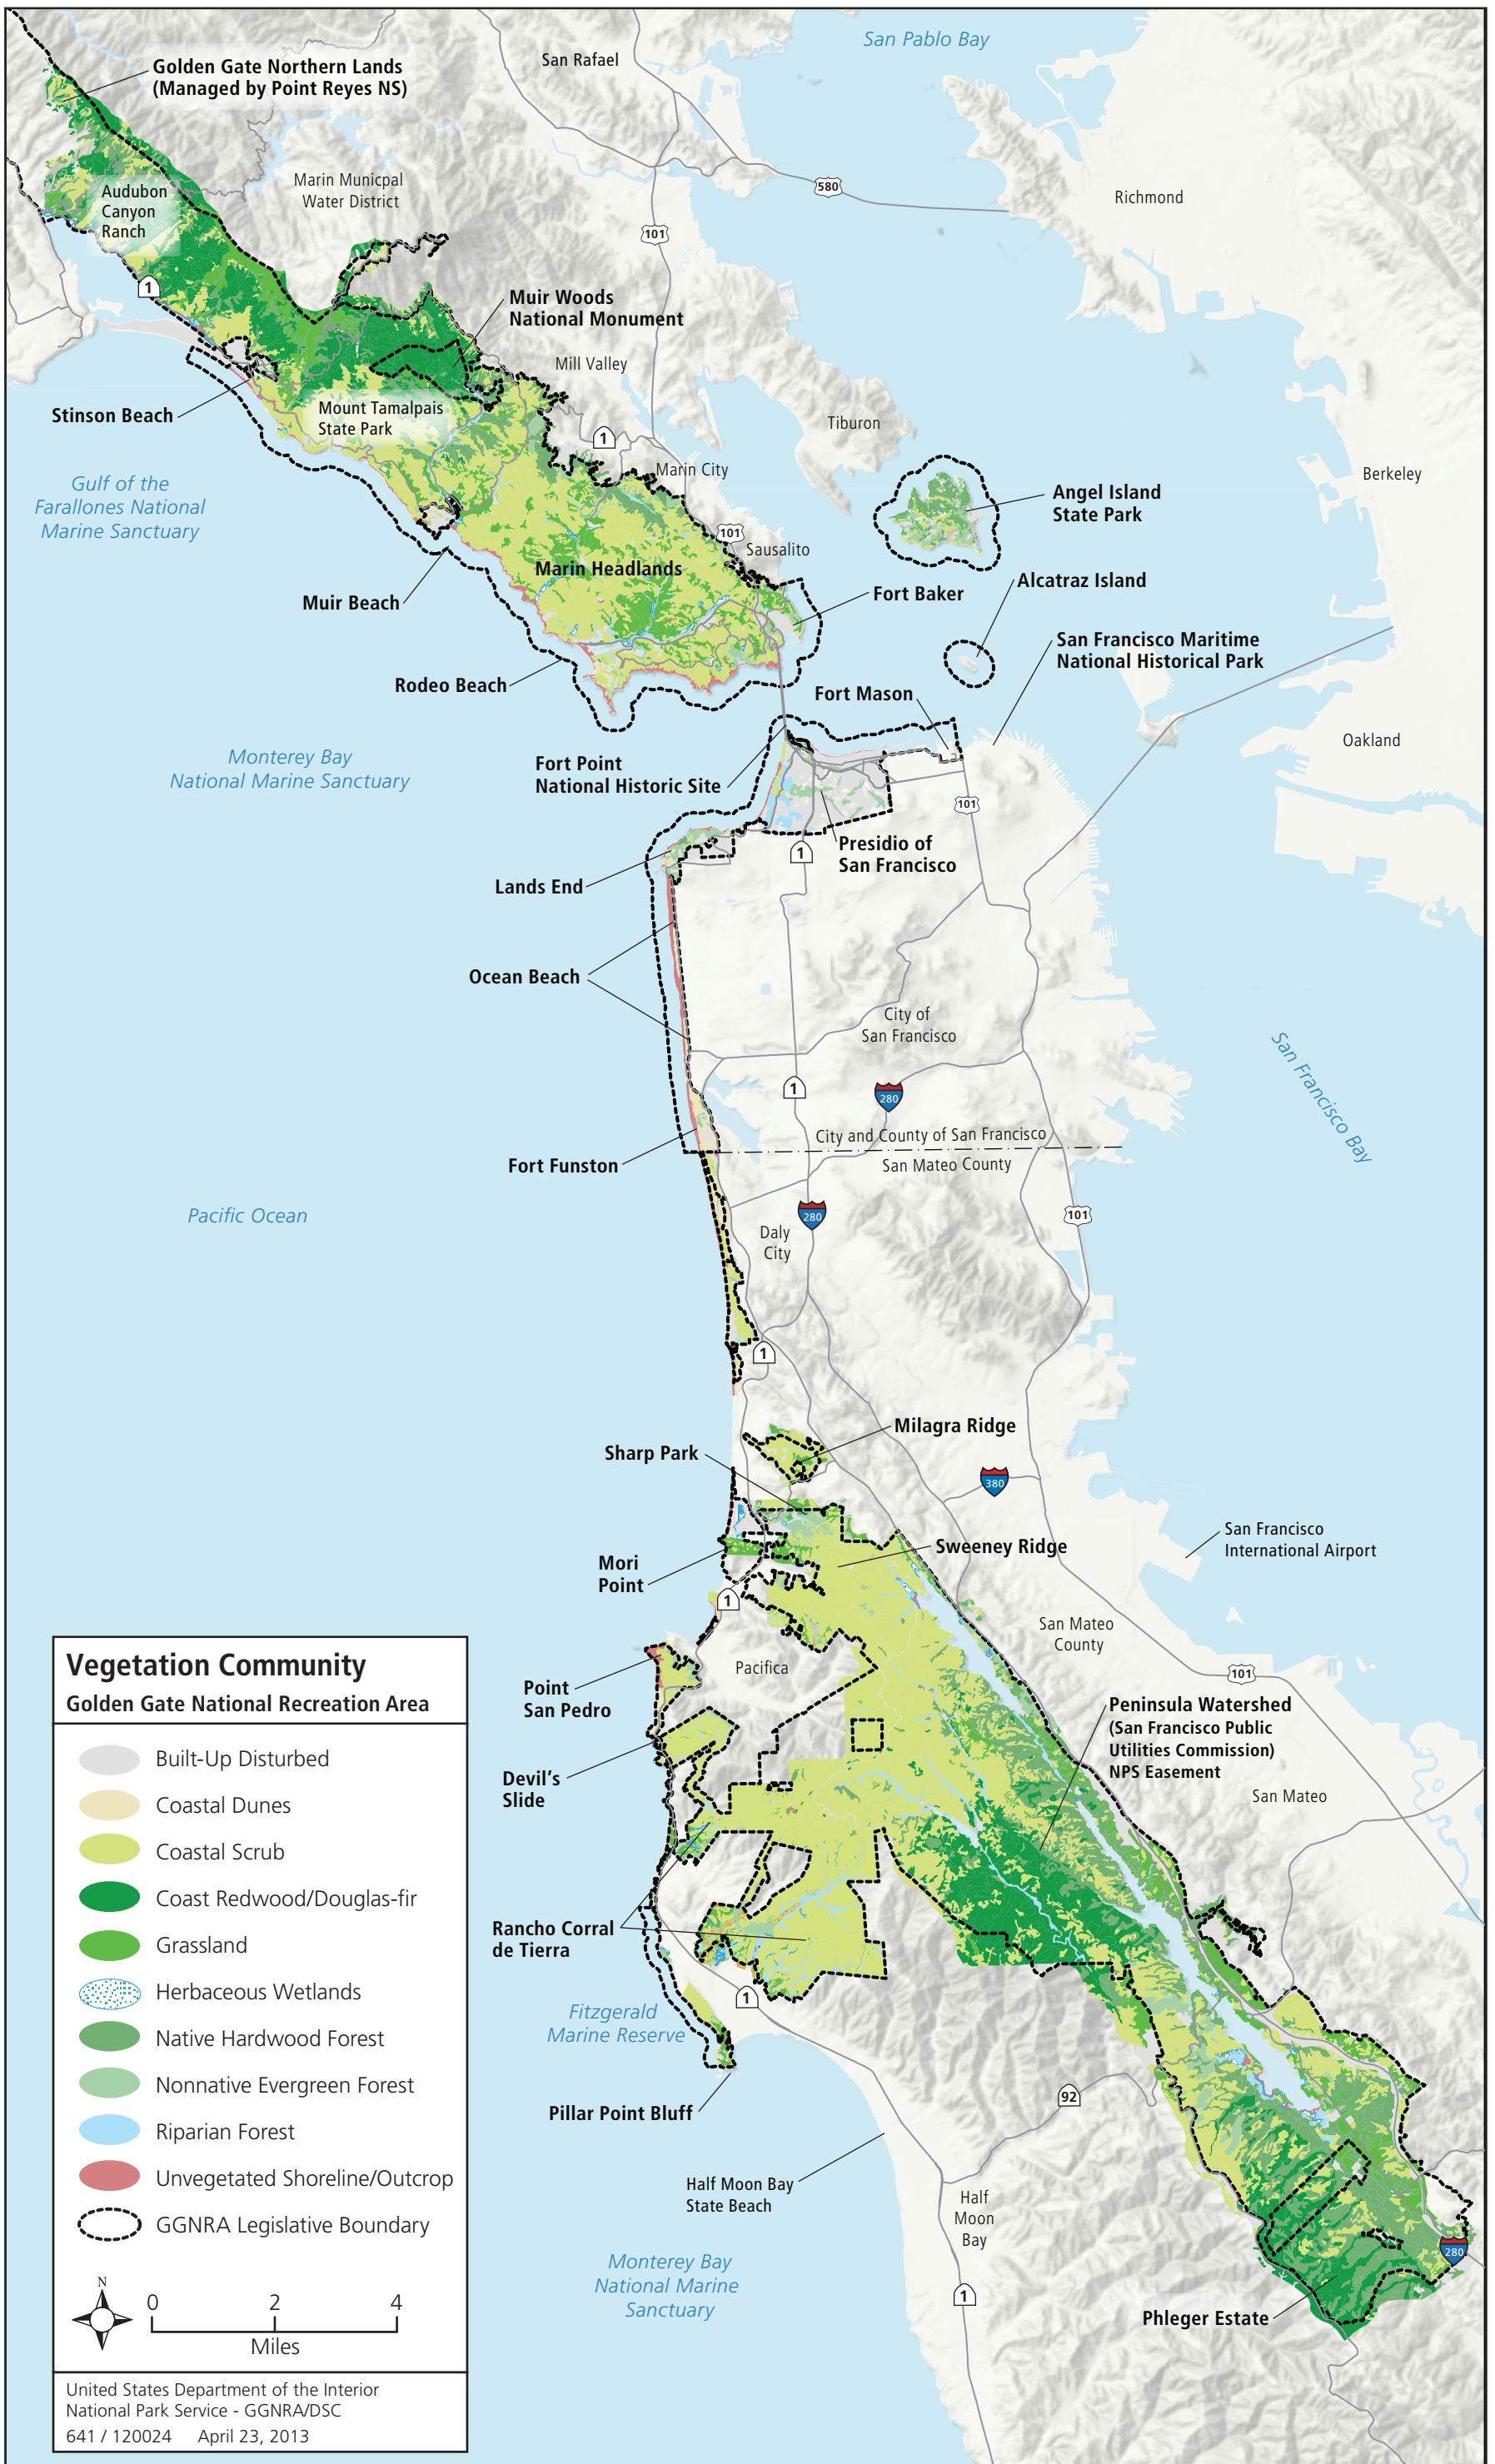 San Pablo Bay
San Rafael
Golden Gate Northern Lands
(Managed by Point Reyes NS)
Marin Municpal
Water District
580
Richmond
Audubon
Canyon
Ranch
101
1
Muir Woods
National Monument
Mill Valley
Stinson Beach
Mount Tamalpais
State Park
Tiburon
1
Marin City
Berkeley
Gulf of the
Farallones National
Marine Sanctuary
Angel Island
State Park
101
Sausalito
Marin Headlands
Alcatraz Island
Fort Baker
Muir Beach
San Francisco Maritime
National Historical Park
Rodeo Beach
Fort Mason
Oakland
Monterey Bay
National Marine Sanctuary
Fort Point
National Historic Site
101
Presidio of
San Francisco
1
Lands End
Ocean Beach
City of
San Francisco
San Francisco Bay
1
280
City and County of San Francisco
San Mateo County
Fort Funston
Pacific Ocean
280
101
Daly
City
1
Milagra Ridge
Sharp Park
380
San Francisco
International Airport
Sweeney Ridge
Mori
Point
1
San Mateo
County
Pacifica
101
Point
San Pedro
Peninsula Watershed
(San Francisco Public
Utilities Commission)
NPS Easement
Devil's
Slide
San Mateo
Rancho Corral
de Tierra
1
Fitzgerald
Marine Reserve
92
Pillar Point Bluff
Half Moon Bay
State Beach
Half
Moon
Bay
280
Monterey Bay
National Marine
Sanctuary
1
Phleger Estate
Vegetation Community
Golden Gate National Recreation Area
Built-Up Disturbed
Coastal Dunes
Coastal Scrub
Coast Redwood/Douglas-fir
Grassland
Herbaceous Wetlands
Native Hardwood Forest
Nonnative Evergreen Forest
Riparian Forest
Unvegetated Shoreline/Outcrop
GGNRA Legislative Boundary
N
0 2 4
Miles
United States Department of the Interior
National Park Service - GGNRA/DSC
641 / 120024 April 23, 2013